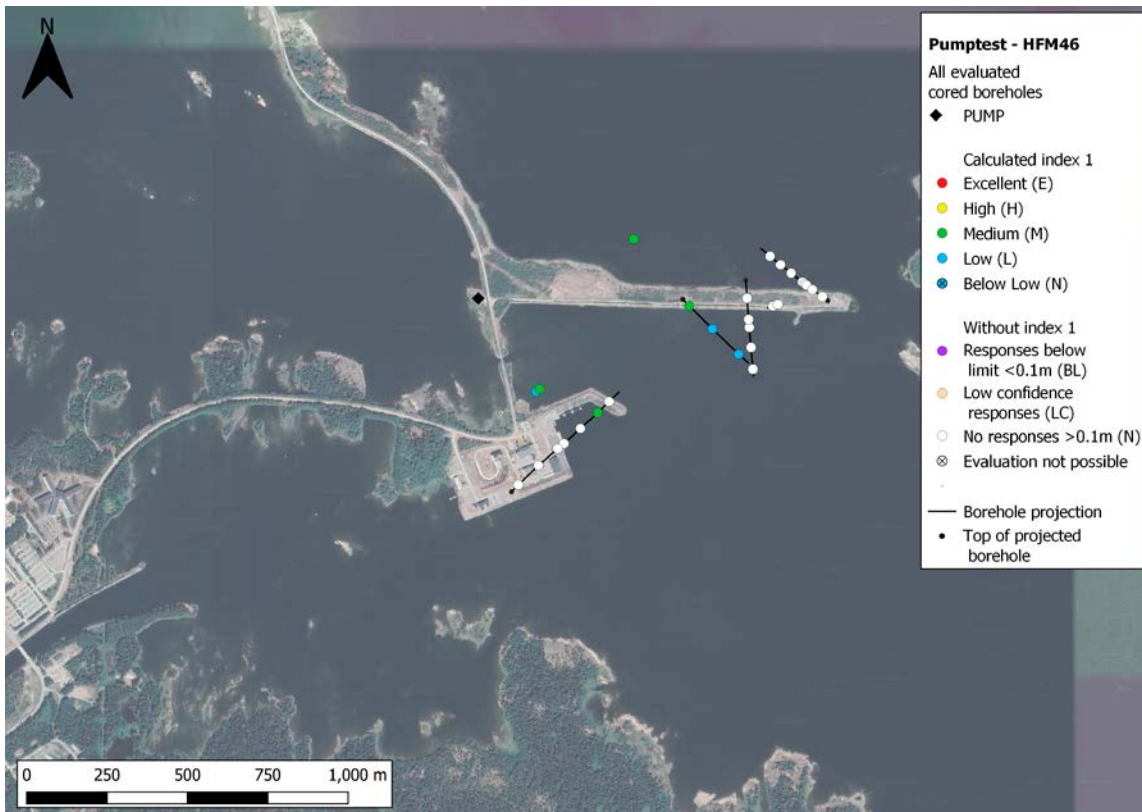 N
Pumptest - HFM46
All evaluated
cored boreholes
PUMP
Calculated index 1
Excellent (E)
High (H)
Medium (M)
Low (L)
Below Low (N)
Without index 1
Responses below
limit <0.1m (BL)
Low confidence
responses (LC)
No responses >0.1m (N)
Evaluation not possible
Borehole projection
Top of projected
borehole
0 250 500 750 1,000 m